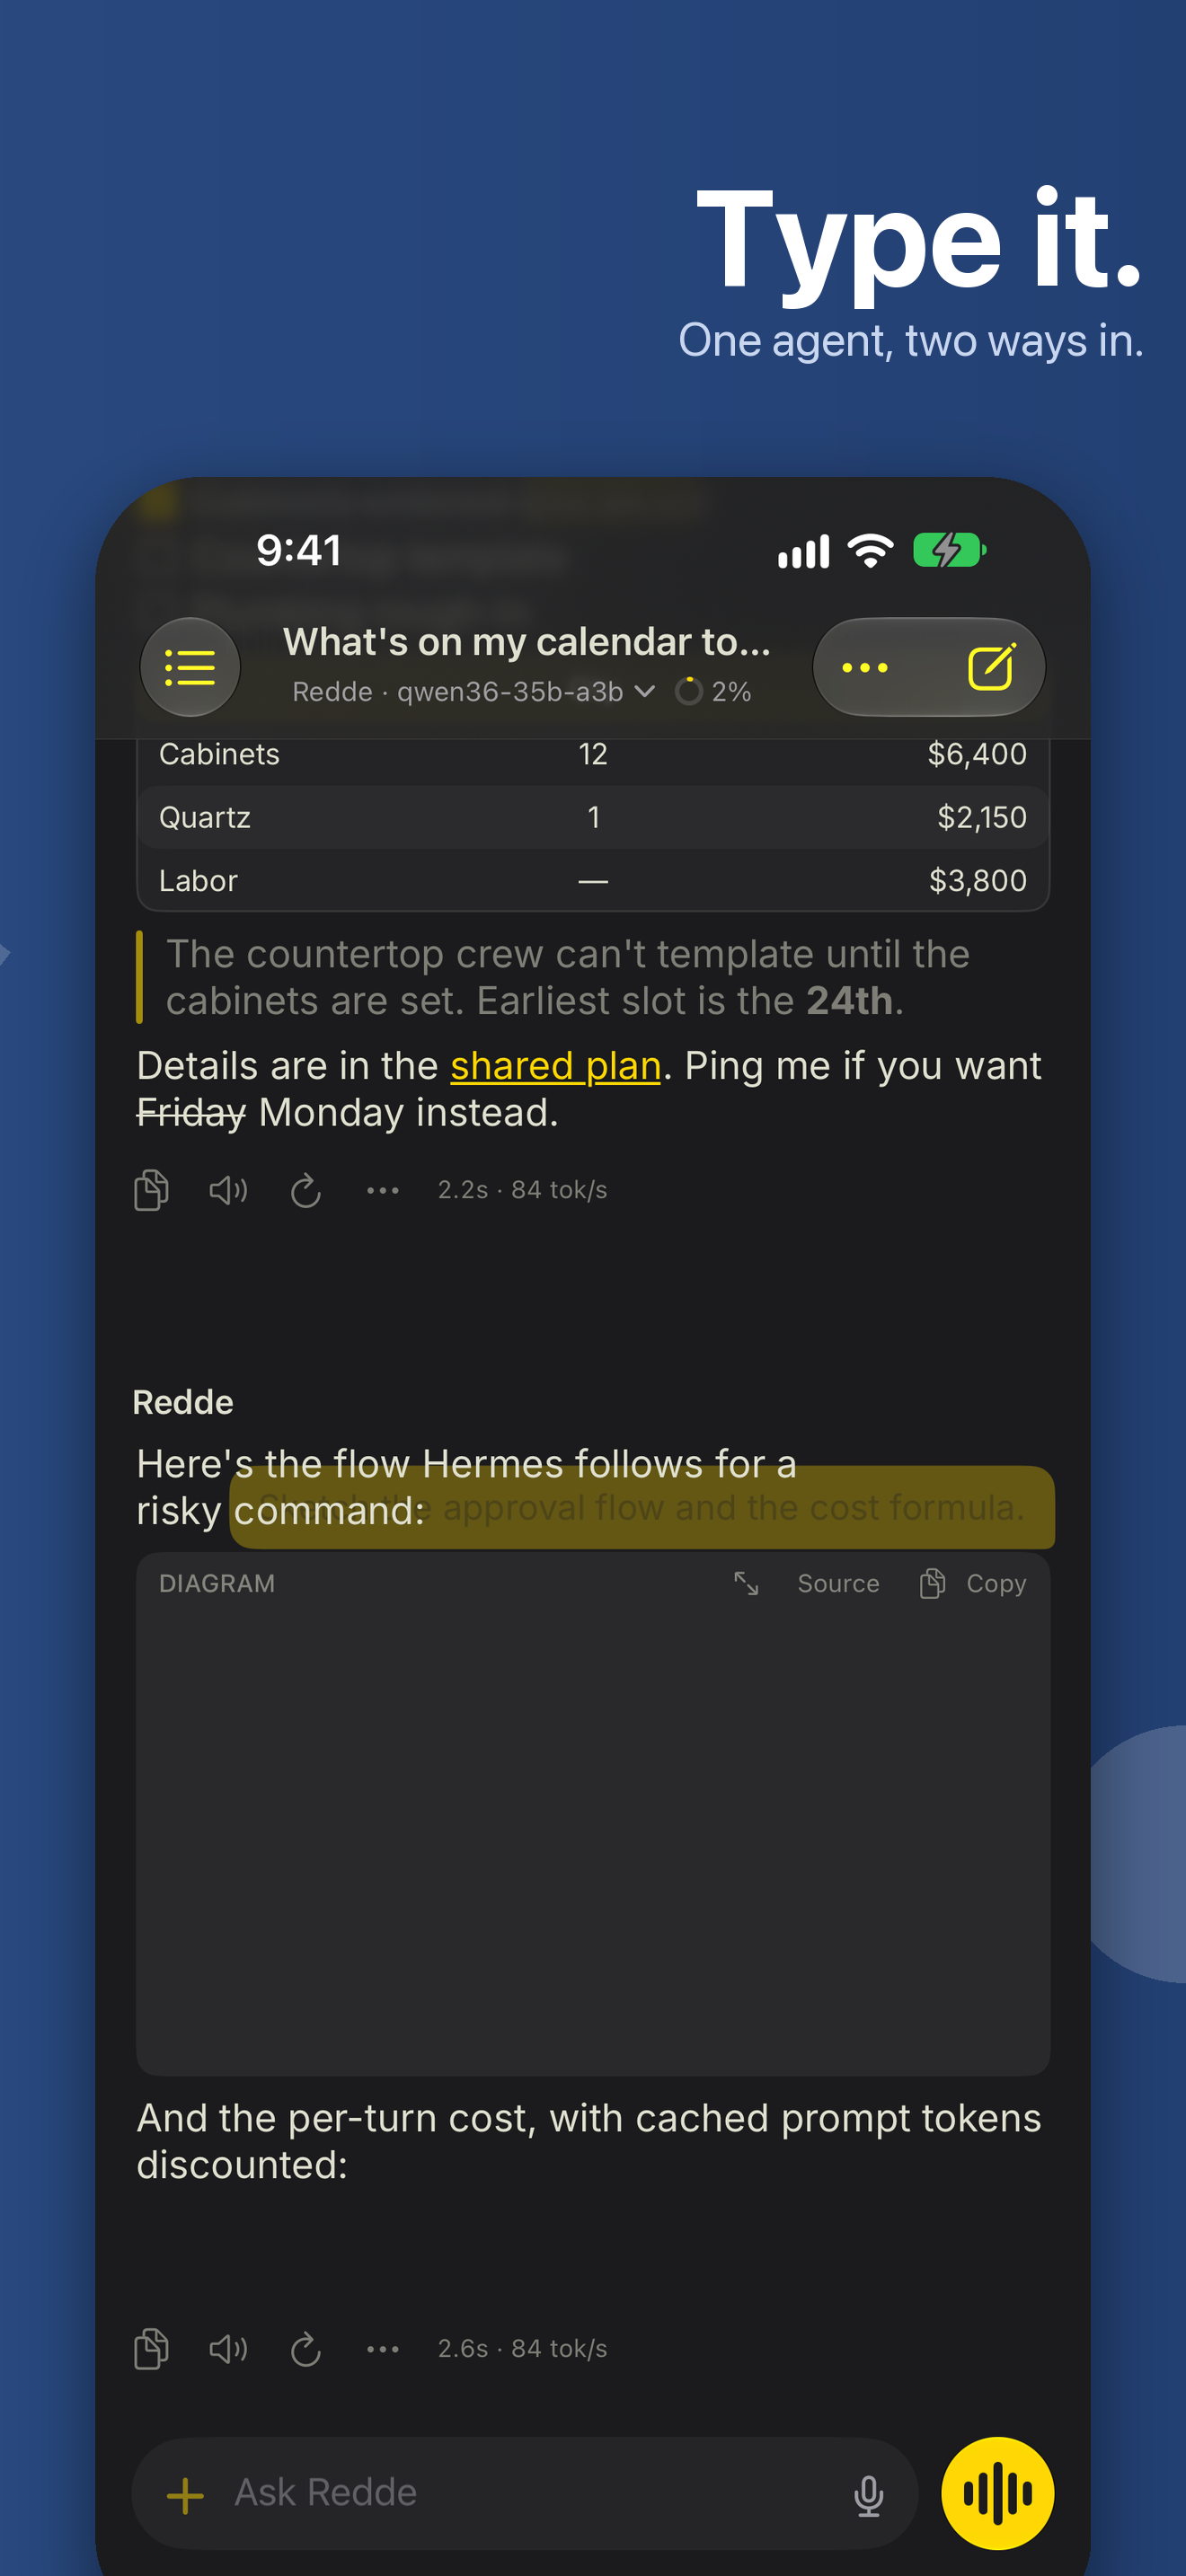 Type it.
One agent, two ways in.
9:41
What's on my calendar to...
Redde · qwen36-35b-a3b 2%
Cabinets 12 $6,400
Quartz 1 $2,150
Labor — $3,800
The countertop crew can't template until the
cabinets are set. Earliest slot is the 24th.
Details are in the shared plan. Ping me if you want
Friday Monday instead.
2.2s · 84 tok/s
Redde
Here's the flow Hermes follows for a
risky command:
approval flow and the cost formula.
DIAGRAM Source Copy
And the per-turn cost, with cached prompt tokens
discounted:
2.6s · 84 tok/s
Ask Redde